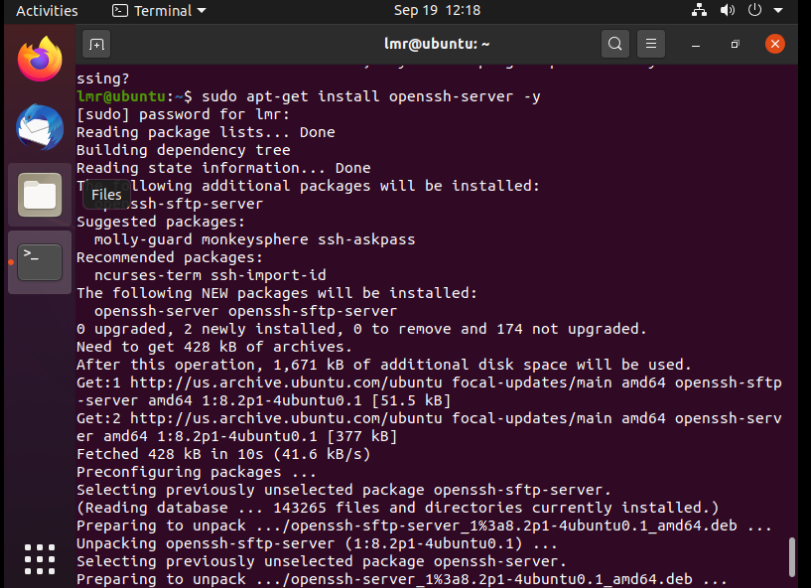 Activities
Terminal
Sep 19 12:18
lmr@ubuntu: ~
ssing?
lmr@ubuntu:~$ sudo apt-get install openssh-server -y
[sudo] password for lmr:
Reading package lists... Done
Building dependency tree
Reading state information... Done
The following additional packages will be installed:
Files
openssh-sftp-server
Suggested packages:
molly-guard monkeysphere ssh-askpass
Recommended packages:
ncurses-term ssh-import-id
The following NEW packages will be installed:
openssh-server openssh-sftp-server
0 upgraded, 2 newly installed, 0 to remove and 174 not upgraded.
Need to get 428 kB of archives.
After this operation, 1,671 kB of additional disk space will be used.
Get:1 http://us.archive.ubuntu.com/ubuntu focal-updates/main amd64 openssh-sftp
-server amd64 1:8.2p1-4ubuntu0.1 [51.5 kB]
Get:2 http://us.archive.ubuntu.com/ubuntu focal-updates/main amd64 openssh-serv
er amd64 1:8.2p1-4ubuntu0.1 [377 kB]
Fetched 428 kB in 10s (41.6 kB/s)
Preconfiguring packages ...
Selecting previously unselected package openssh-sftp-server.
(Reading database ... 143265 files and directories currently installed.)
Preparing to unpack .../openssh-sftp-server_1%3a8.2p1-4ubuntu0.1_amd64.deb ...
Unpacking openssh-sftp-server (1:8.2p1-4ubuntu0.1) ...
Selecting previously unselected package openssh-server.
Preparing to unpack .../openssh-server_1%3a8.2p1-4ubuntu0.1_amd64.deb ...